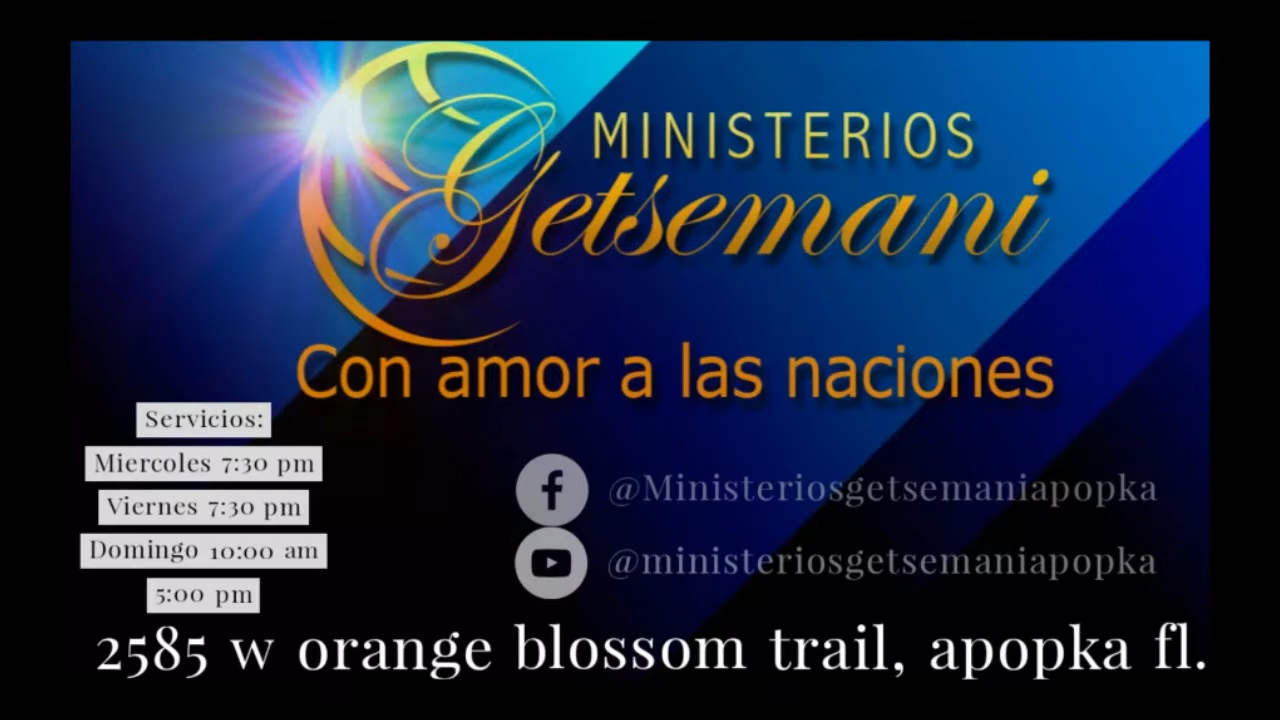 MINISTERIOS
Getsemani
Con amor a las naciones
Servicios:
Miercoles 7:30 pm
Viernes 7:30 pm
Domingo 10:00 am
5:00 pm
@Ministeriosgetsemaniapopka
@ministeriosgetsemaniapopka
2585 w orange blossom trail, apopka fl.